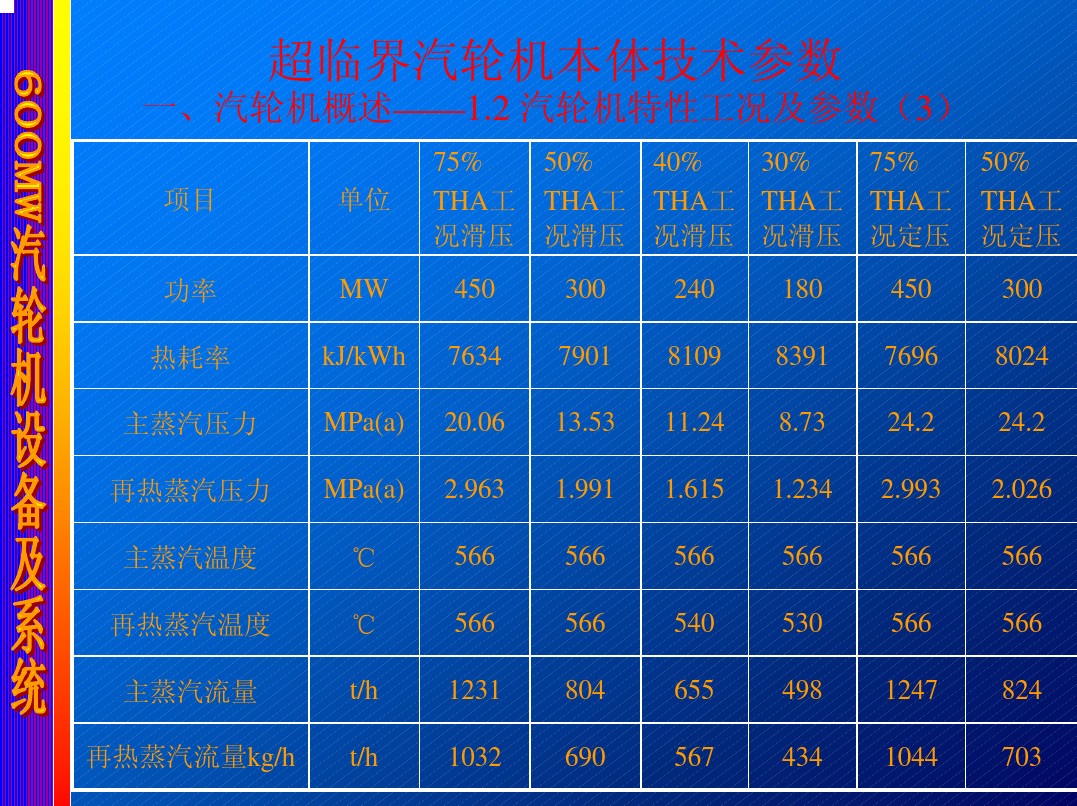 600MW汽轮机设备及系统
超临界汽轮机本体技术参数
一、汽轮机概述——1.2 汽轮机特性工况及参数（3）
项目 单位 75% THA工况滑压 50% THA工况滑压 40% THA工况滑压 30% THA工况滑压 75% THA工况定压 50% THA工况定压
功率 MW 450 300 240 180 450 300
热耗率 kJ/kWh 7634 7901 8109 8391 7696 8024
主蒸汽压力 MPa(a) 20.06 13.53 11.24 8.73 24.2 24.2
再热蒸汽压力 MPa(a) 2.963 1.991 1.615 1.234 2.993 2.026
主蒸汽温度 ℃ 566 566 566 566 566 566
再热蒸汽温度 ℃ 566 566 540 530 566 566
主蒸汽流量 t/h 1231 804 655 498 1247 824
再热蒸汽流量kg/h t/h 1032 690 567 434 1044 703